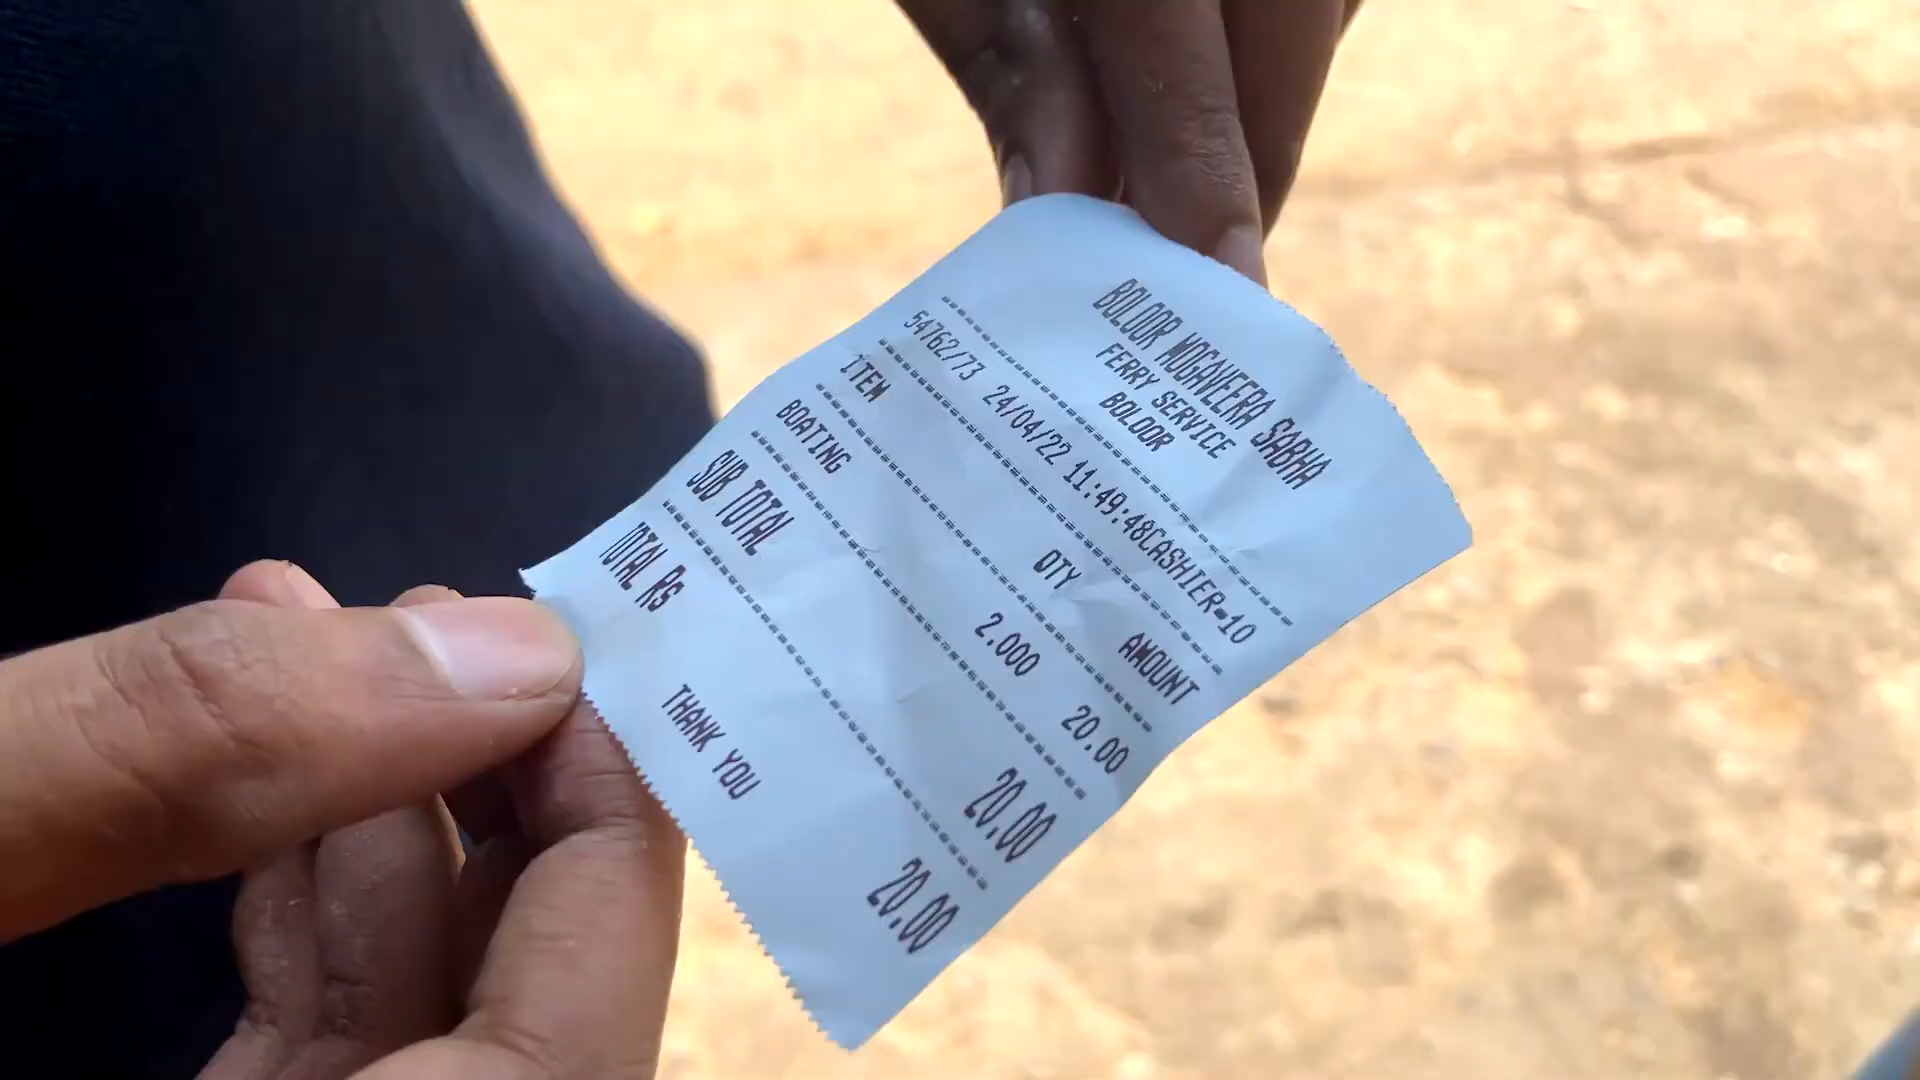 BOLOOR MOGAVEERA SABHA
FERRY SERVICE
BOLOOR
54762/73 24/04/22 11:49:48CASHIER=10
ITEM QTY AMOUNT
BOATING 2.000 20.00
SUB TOTAL 20.00
TOTAL Rs 20.00
THANK YOU